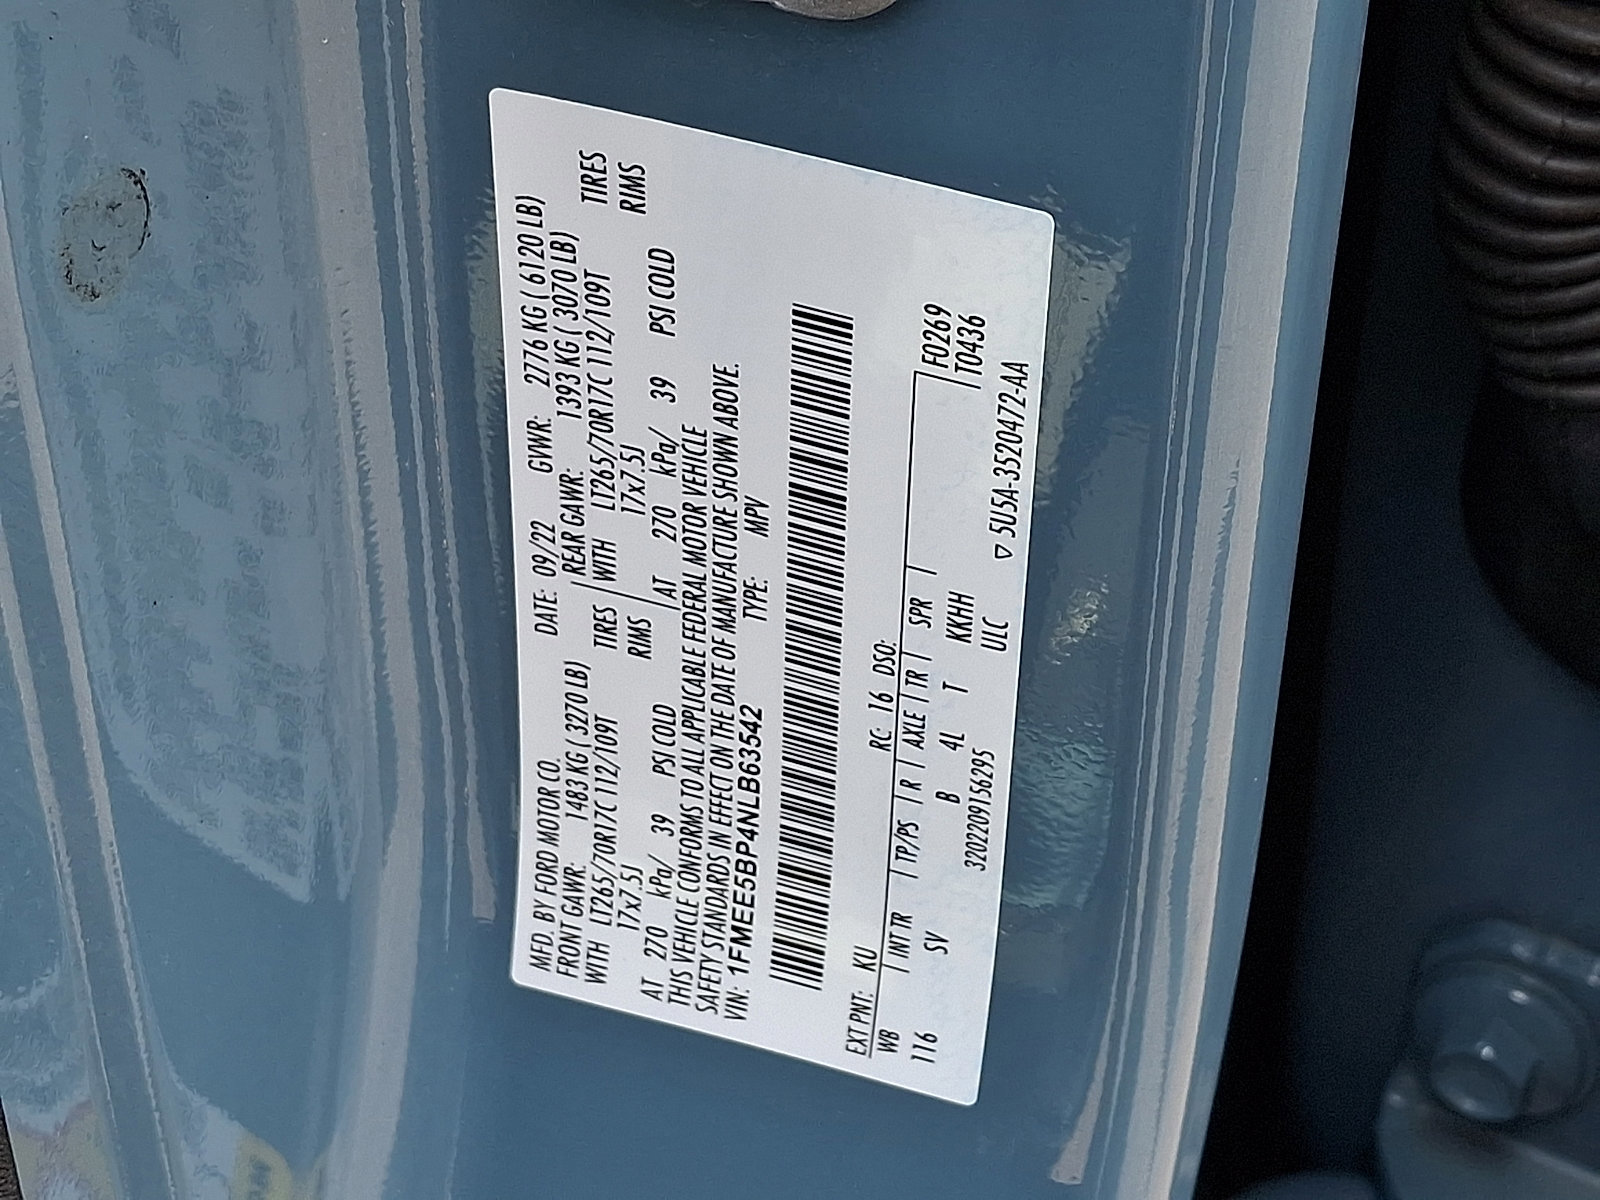 MFD. BY FORD MOTOR CO. DATE: 09/22 GVWR: 2776 KG ( 6120 LB)
FRONT GAWR: 1483 KG ( 3270 LB) REAR GAWR: 1393 KG ( 3070 LB)
WITH LT265/70R17C 112/109T TIRES WITH LT265/70R17C 112/109T TIRES
17x7.5J RIMS 17x7.5J RIMS
AT 270 kPa/ 39 PSI COLD AT 270 kPa/ 39 PSI COLD
THIS VEHICLE CONFORMS TO ALL APPLICABLE FEDERAL MOTOR VEHICLE
SAFETY STANDARDS IN EFFECT ON THE DATE OF MANUFACTURE SHOWN ABOVE.
VIN: 1FMEE5BP4NLB63542 TYPE: MPV
EXT PNT: KU RC: 16 DSO:
WB INT TR TP/PS R AXLE TR SPR F0269
116 SV B 4L T KKHH T0436
ULC
3202209156295 ▽ 5U5A-3520472-AA